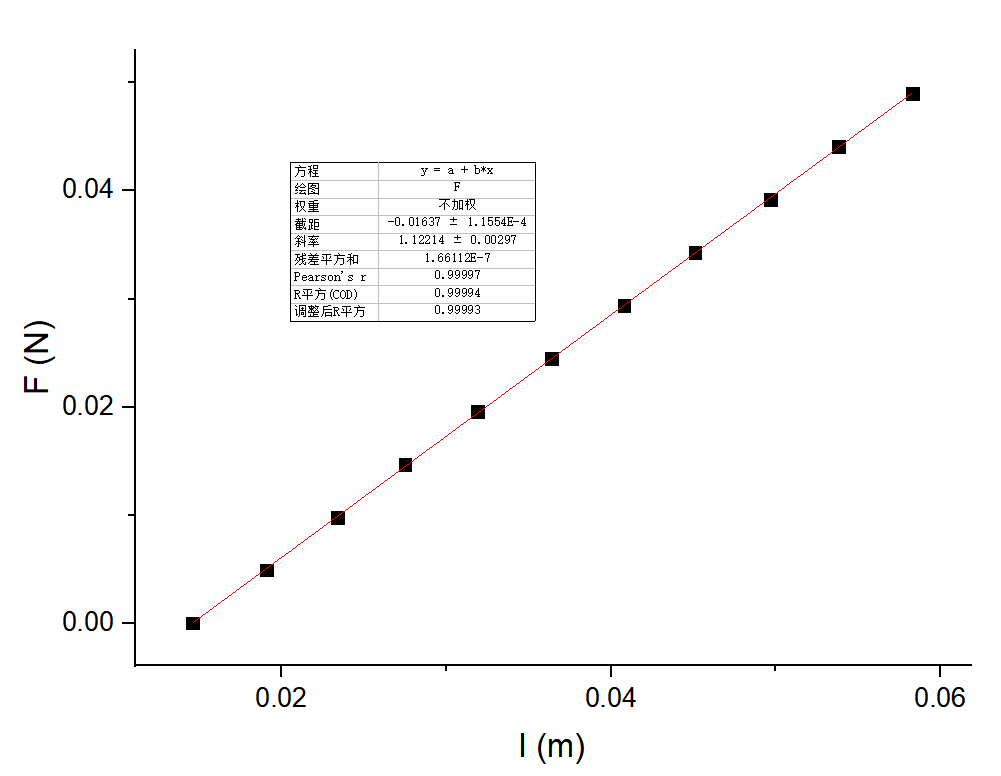 方程 y = a + b*x
绘图 F
权重 不加权
截距 -0.01637 ± 1.1554E-4
斜率 1.12214 ± 0.00297
残差平方和 1.66112E-7
Pearson's r 0.99997
R平方(COD) 0.99994
调整后R平方 0.99993
0.04
0.02
0.00
F (N)
0.02 0.04 0.06
l (m)